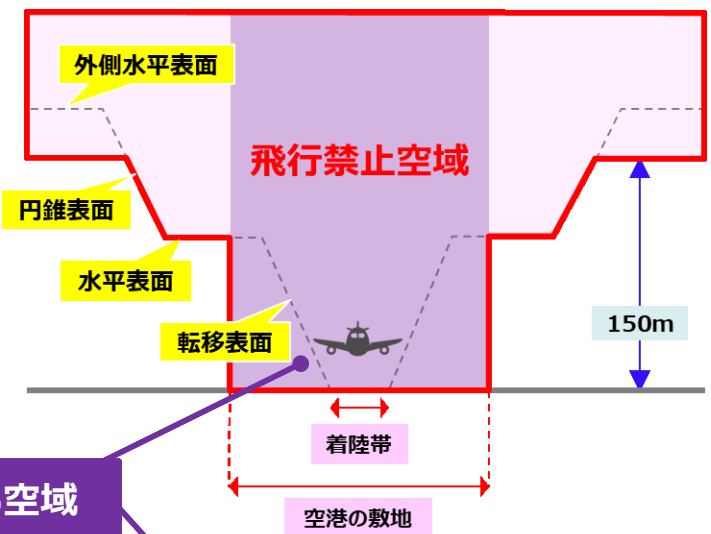 外側水平表面
飛行禁止空域
円錐表面
水平表面
転移表面
150m
着陸帯
空域
空港の敷地